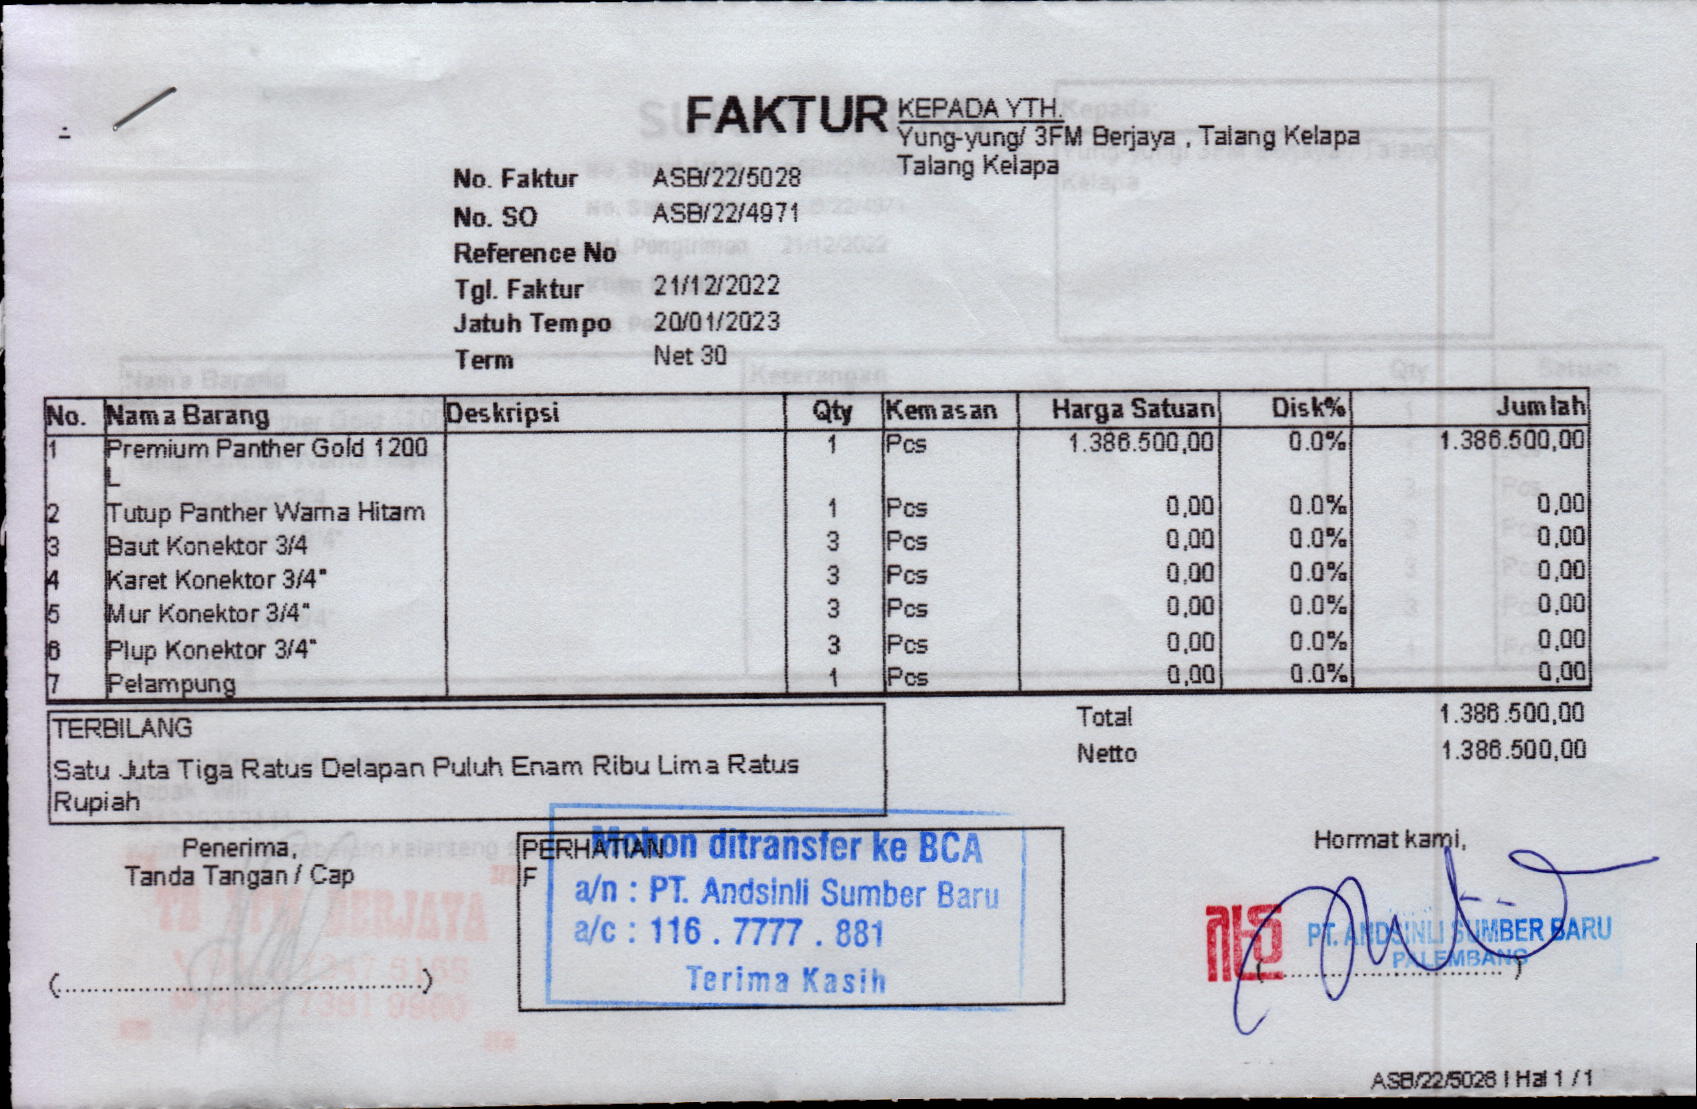 FAKTUR
KEPADA YTH.
Yung-yung/ 3FM Berjaya , Talang Kelapa
Talang Kelapa
No. Faktur ASB/22/5028
No. SO ASB/22/4971
Reference No
Tgl. Faktur 21/12/2022
Jatuh Tempo 20/01/2023
Term Net 30
No. Nama Barang Deskripsi Qty Kemasan Harga Satuan Disk% Jumlah
1 Premium Panther Gold 1200 1 Pcs 1.386.500,00 0.0% 1.386.500,00
L
2 Tutup Panther Warna Hitam 1 Pcs 0,00 0.0% 0,00
3 Baut Konektor 3/4 3 Pcs 0,00 0.0% 0,00
4 Karet Konektor 3/4" 3 Pcs 0,00 0.0% 0,00
5 Mur Konektor 3/4" 3 Pcs 0,00 0.0% 0,00
6 Plup Konektor 3/4" 3 Pcs 0,00 0.0% 0,00
7 Pelampung 1 Pcs 0,00 0.0% 0,00
Total 1.386.500,00
Netto 1.386.500,00
TERBILANG
Satu Juta Tiga Ratus Delapan Puluh Enam Ribu Lima Ratus
Rupiah
Penerima,
Tanda Tangan / Cap
(...........................................)
PERHATIAN
F
Mohon ditransfer ke BCA
a/n : PT. Andsinli Sumber Baru
a/c : 116 . 7777 . 881
Terima Kasih
Hormat kami,
PT. ANDSINLI SUMBER BARU
PALEMBANG
(...........................)
ASB/22/5028 | Hal 1 / 1